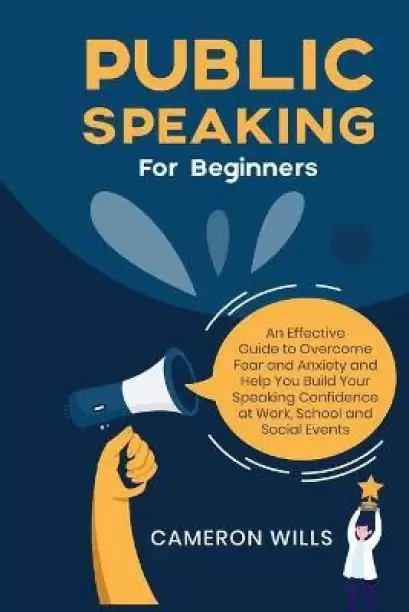 PUBLIC
SPEAKING
For Beginners
An Effective
Guide to Overcome
Fear and Anxiety and
Help You Build Your
Speaking Confidence
at Work, School and
Social Events
CAMERON WILLS